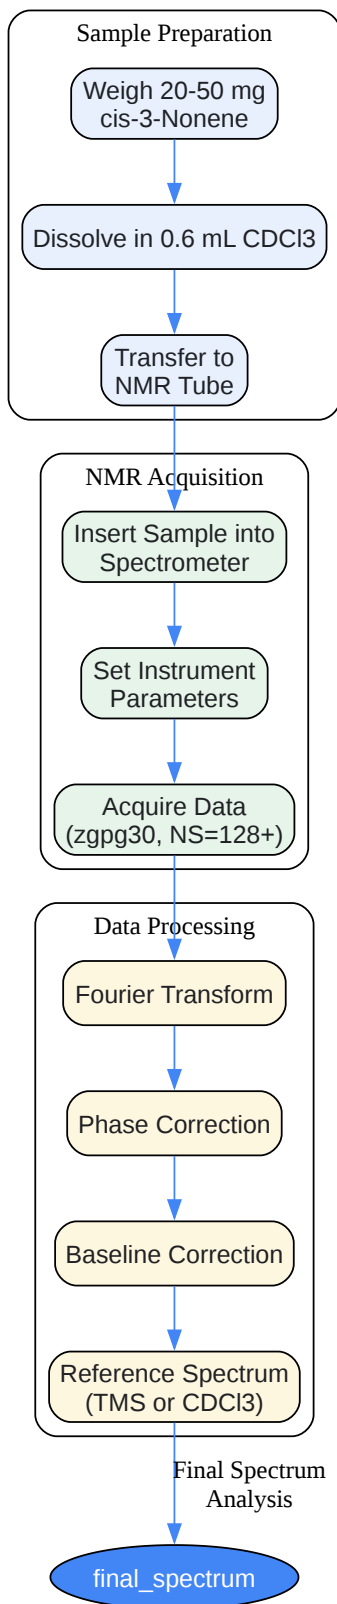 Sample Preparation
Weigh 20-50 mg
cis-3-Nonene
Dissolve in 0.6 mL CDCl3
Transfer to
NMR Tube
NMR Acquisition
Insert Sample into
Spectrometer
Set Instrument
Parameters
Acquire Data
(zgpg30, NS=128+)
Data Processing
Fourier Transform
Phase Correction
Baseline Correction
Reference Spectrum
(TMS or CDCl3)
Final Spectrum
Analysis
final_spectrum